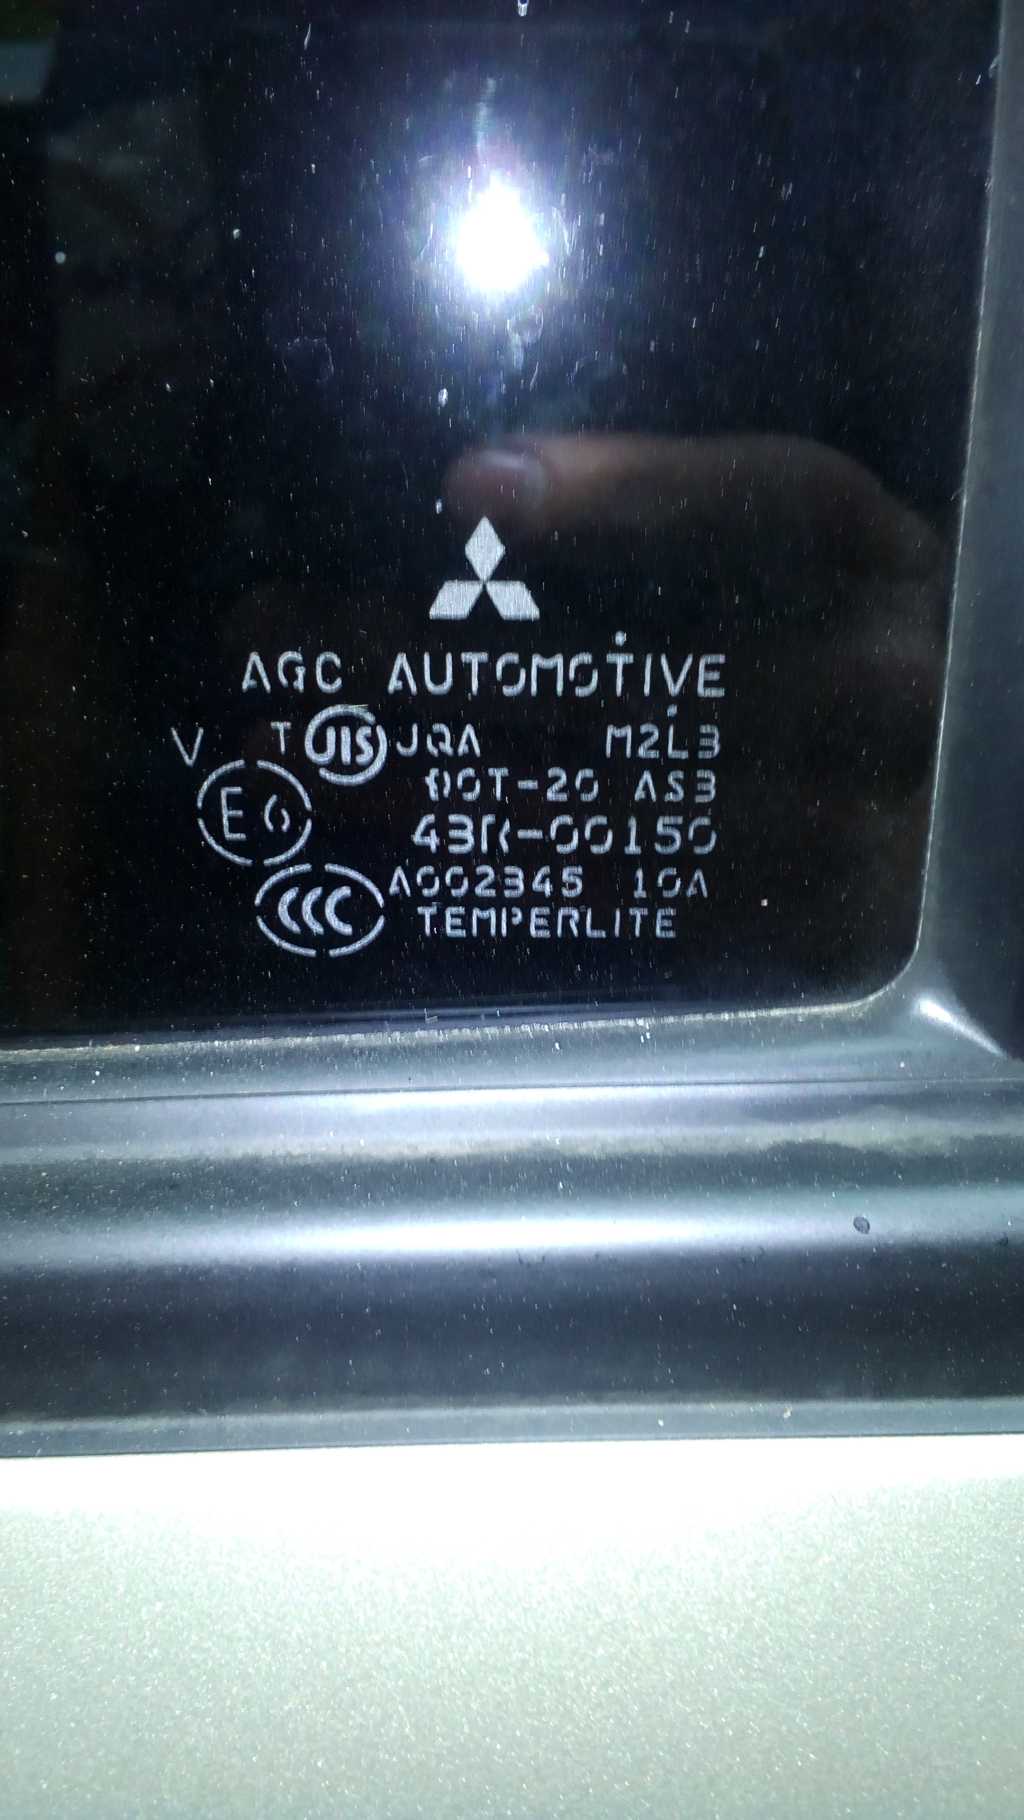 AGC AUTOMOTIVE
V T JIS JQA M2L3
DOT-20 AS3
E6 43R-00150
CCC A002345 10A
TEMPERLITE